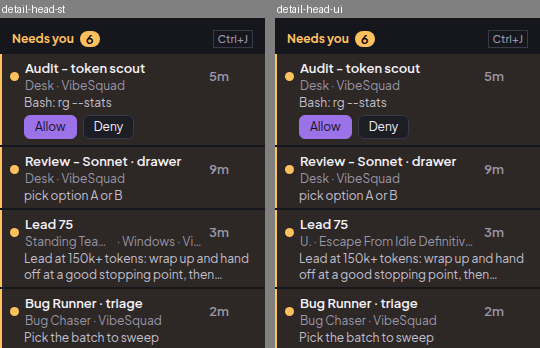 detail-head-st
Needs you 6 Ctrl+J
Audit – token scout 5m
Desk · VibeSquad
Bash: rg --stats
Allow Deny
Review – Sonnet · drawer 9m
Desk · VibeSquad
pick option A or B
Lead 75 3m
Standing Tea… · Windows · Vi…
Lead at 150k+ tokens: wrap up and hand
off at a good stopping point, then…
Bug Runner · triage 2m
Bug Chaser · VibeSquad
Pick the batch to sweep
detail-head-ui
Needs you 6 Ctrl+J
Audit – token scout 5m
Desk · VibeSquad
Bash: rg --stats
Allow Deny
Review – Sonnet · drawer 9m
Desk · VibeSquad
pick option A or B
Lead 75 3m
U. · Escape From Idle Definitiv…
Lead at 150k+ tokens: wrap up and hand
off at a good stopping point, then…
Bug Runner · triage 2m
Bug Chaser · VibeSquad
Pick the batch to sweep